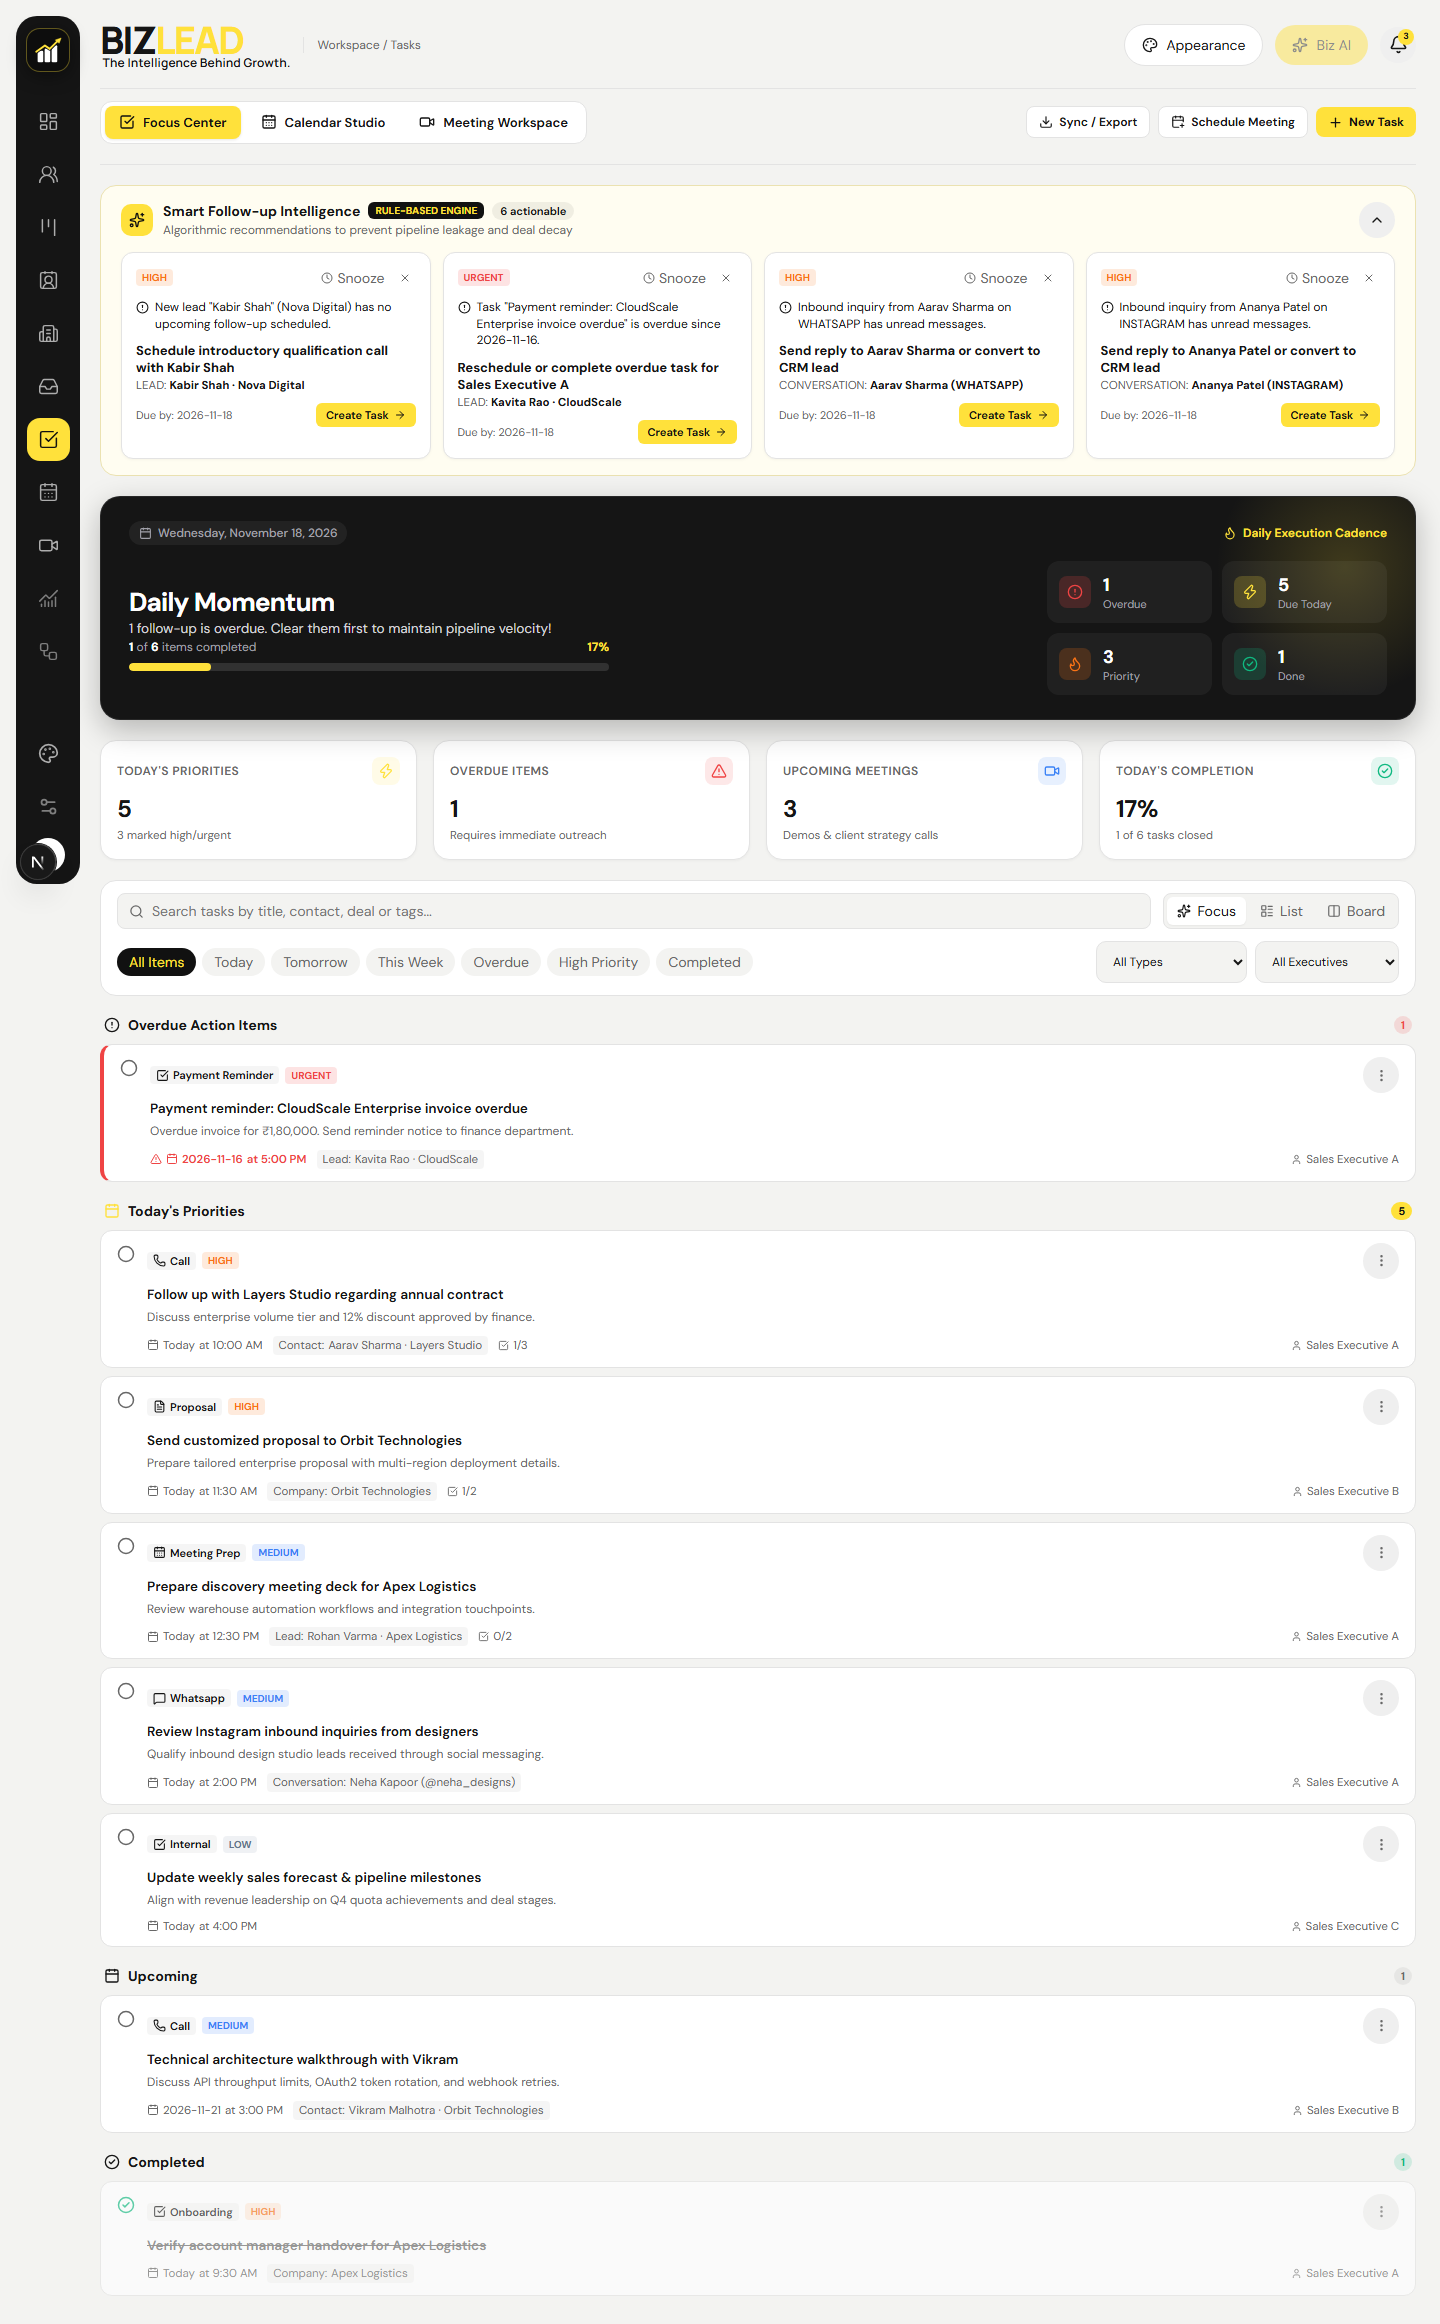 BIZLEAD
The Intelligence Behind Growth.
Workspace / Tasks
Appearance
Biz AI
3
Focus Center
Calendar Studio
Meeting Workspace
Sync / Export
Schedule Meeting
New Task
Smart Follow-up Intelligence
RULE-BASED ENGINE
6 actionable
Algorithmic recommendations to prevent pipeline leakage and deal decay
HIGH
Snooze
New lead "Kabir Shah" (Nova Digital) has no
upcoming follow-up scheduled.
Schedule introductory qualification call
with Kabir Shah
LEAD: Kabir Shah · Nova Digital
Due by: 2026-11-18
Create Task
URGENT
Snooze
Task "Payment reminder: CloudScale
Enterprise invoice overdue" is overdue since
2026-11-16.
Reschedule or complete overdue task for
Sales Executive A
LEAD: Kavita Rao · CloudScale
Due by: 2026-11-18
Create Task
HIGH
Snooze
Inbound inquiry from Aarav Sharma on
WHATSAPP has unread messages.
Send reply to Aarav Sharma or convert to
CRM lead
CONVERSATION: Aarav Sharma (WHATSAPP)
Due by: 2026-11-18
Create Task
HIGH
Snooze
Inbound inquiry from Ananya Patel on
INSTAGRAM has unread messages.
Send reply to Ananya Patel or convert to
CRM lead
CONVERSATION: Ananya Patel (INSTAGRAM)
Due by: 2026-11-18
Create Task
Wednesday, November 18, 2026
Daily Execution Cadence
Daily Momentum
1 follow-up is overdue. Clear them first to maintain pipeline velocity!
1 of 6 items completed
17%
1
Overdue
5
Due Today
3
Priority
1
Done
TODAY'S PRIORITIES
5
3 marked high/urgent
OVERDUE ITEMS
1
Requires immediate outreach
UPCOMING MEETINGS
3
Demos & client strategy calls
TODAY'S COMPLETION
17%
1 of 6 tasks closed
N
Search tasks by title, contact, deal or tags...
Focus
List
Board
All Items
Today
Tomorrow
This Week
Overdue
High Priority
Completed
All Types
All Executives
Overdue Action Items
1
Payment Reminder
URGENT
Payment reminder: CloudScale Enterprise invoice overdue
Overdue invoice for ₹1,80,000. Send reminder notice to finance department.
2026-11-16 at 5:00 PM
Lead: Kavita Rao · CloudScale
Sales Executive A
Today's Priorities
5
Call
HIGH
Follow up with Layers Studio regarding annual contract
Discuss enterprise volume tier and 12% discount approved by finance.
Today at 10:00 AM
Contact: Aarav Sharma · Layers Studio
1/3
Sales Executive A
Proposal
HIGH
Send customized proposal to Orbit Technologies
Prepare tailored enterprise proposal with multi-region deployment details.
Today at 11:30 AM
Company: Orbit Technologies
1/2
Sales Executive B
Meeting Prep
MEDIUM
Prepare discovery meeting deck for Apex Logistics
Review warehouse automation workflows and integration touchpoints.
Today at 12:30 PM
Lead: Rohan Varma · Apex Logistics
0/2
Sales Executive A
Whatsapp
MEDIUM
Review Instagram inbound inquiries from designers
Qualify inbound design studio leads received through social messaging.
Today at 2:00 PM
Conversation: Neha Kapoor (@neha_designs)
Sales Executive A
Internal
LOW
Update weekly sales forecast & pipeline milestones
Align with revenue leadership on Q4 quota achievements and deal stages.
Today at 4:00 PM
Sales Executive C
Upcoming
1
Call
MEDIUM
Technical architecture walkthrough with Vikram
Discuss API throughput limits, OAuth2 token rotation, and webhook retries.
2026-11-21 at 3:00 PM
Contact: Vikram Malhotra · Orbit Technologies
Sales Executive B
Completed
1
Onboarding
HIGH
Verify account manager handover for Apex Logistics
Today at 9:30 AM
Company: Apex Logistics
Sales Executive A